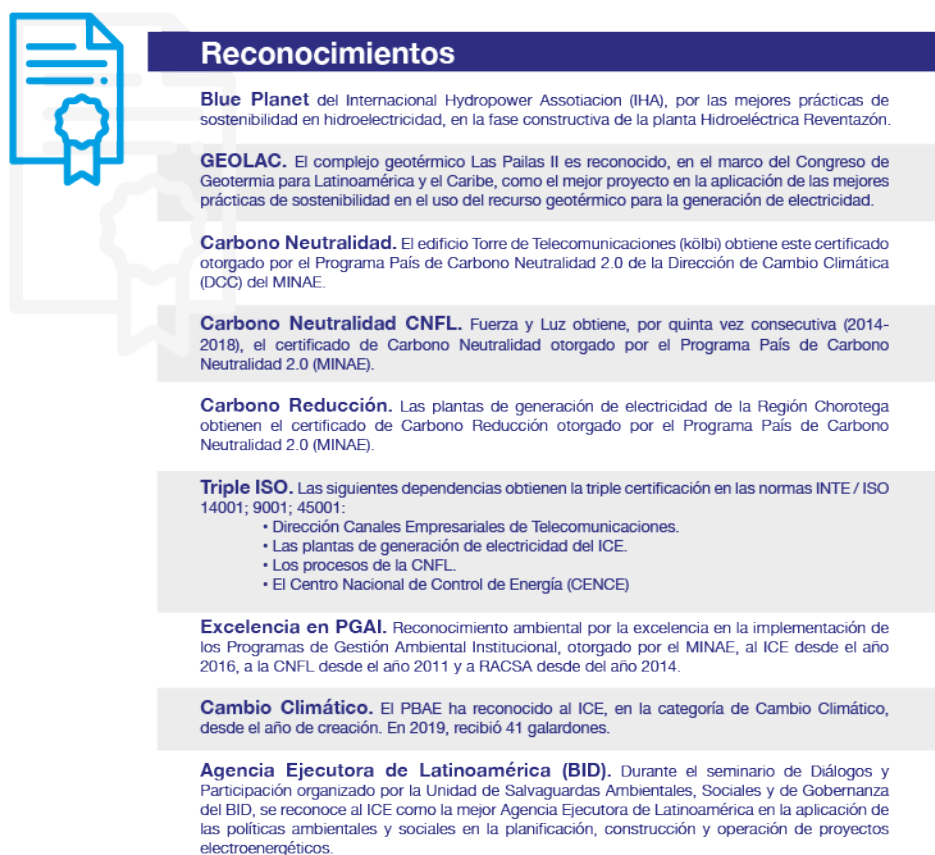 Reconocimientos
Blue Planet del Internacional Hydropower Assotiacion (IHA), por las mejores prácticas de
sostenibilidad en hidroelectricidad, en la fase constructiva de la planta Hidroeléctrica Reventazón.
GEOLAC. El complejo geotérmico Las Pailas II es reconocido, en el marco del Congreso de
Geotermia para Latinoamérica y el Caribe, como el mejor proyecto en la aplicación de las mejores
prácticas de sostenibilidad en el uso del recurso geotérmico para la generación de electricidad.
Carbono Neutralidad. El edificio Torre de Telecomunicaciones (kölbi) obtiene este certificado
otorgado por el Programa País de Carbono Neutralidad 2.0 de la Dirección de Cambio Climática
(DCC) del MINAE.
Carbono Neutralidad CNFL. Fuerza y Luz obtiene, por quinta vez consecutiva (2014-
2018), el certificado de Carbono Neutralidad otorgado por el Programa País de Carbono
Neutralidad 2.0 (MINAE).
Carbono Reducción. Las plantas de generación de electricidad de la Región Chorotega
obtienen el certificado de Carbono Reducción otorgado por el Programa País de Carbono
Neutralidad 2.0 (MINAE).
Triple ISO. Las siguientes dependencias obtienen la triple certificación en las normas INTE / ISO
14001; 9001; 45001:
• Dirección Canales Empresariales de Telecomunicaciones.
• Las plantas de generación de electricidad del ICE.
• Los procesos de la CNFL.
• El Centro Nacional de Control de Energía (CENCE)
Excelencia en PGAI. Reconocimiento ambiental por la excelencia en la implementación de
los Programas de Gestión Ambiental Institucional, otorgado por el MINAE, al ICE desde el año
2016, a la CNFL desde el año 2011 y a RACSA desde del año 2014.
Cambio Climático. El PBAE ha reconocido al ICE, en la categoría de Cambio Climático,
desde el año de creación. En 2019, recibió 41 galardones.
Agencia Ejecutora de Latinoamérica (BID). Durante el seminario de Diálogos y
Participación organizado por la Unidad de Salvaguardas Ambientales, Sociales y de Gobernanza
del BID, se reconoce al ICE como la mejor Agencia Ejecutora de Latinoamérica en la aplicación de
las políticas ambientales y sociales en la planificación, construcción y operación de proyectos
electroenergéticos.